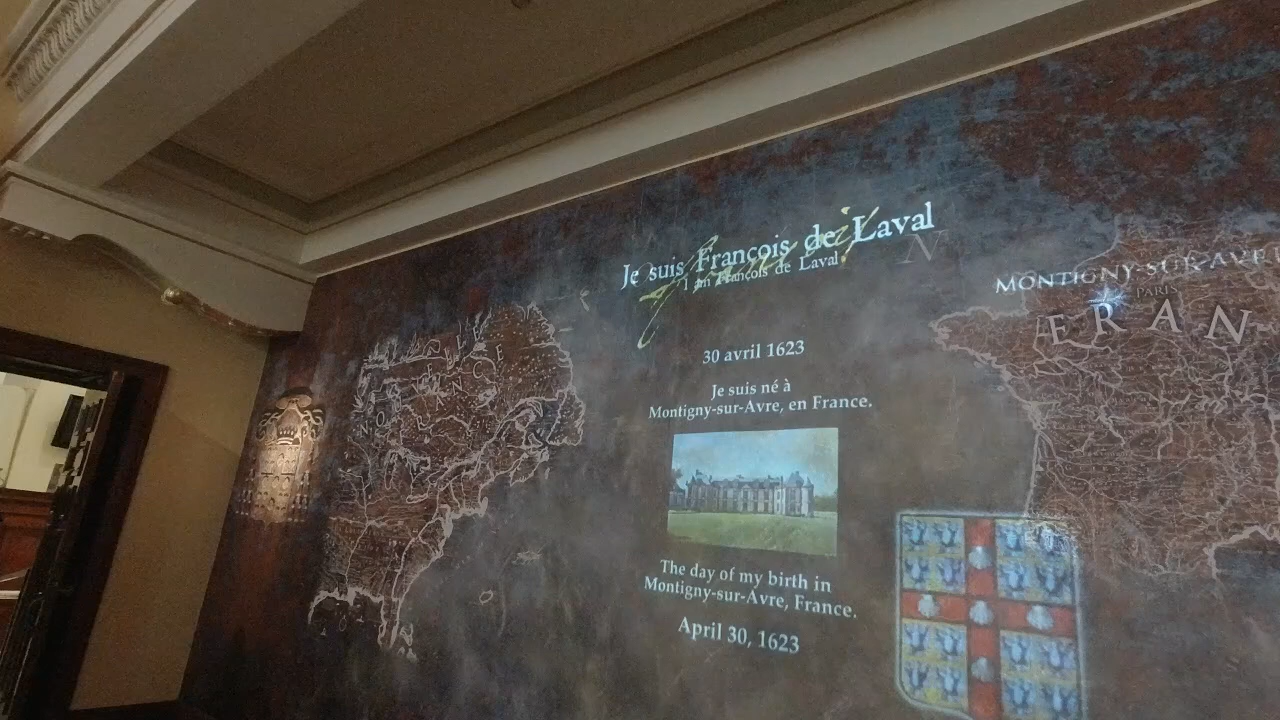 Je suis François de Laval
I am François de Laval
N
MONTIGNY-SUR-AVRE
PARIS
FRAN
30 avril 1623
Je suis né à
Montigny-sur-Avre, en France.
The day of my birth in
Montigny-sur-Avre, France.
April 30, 1623